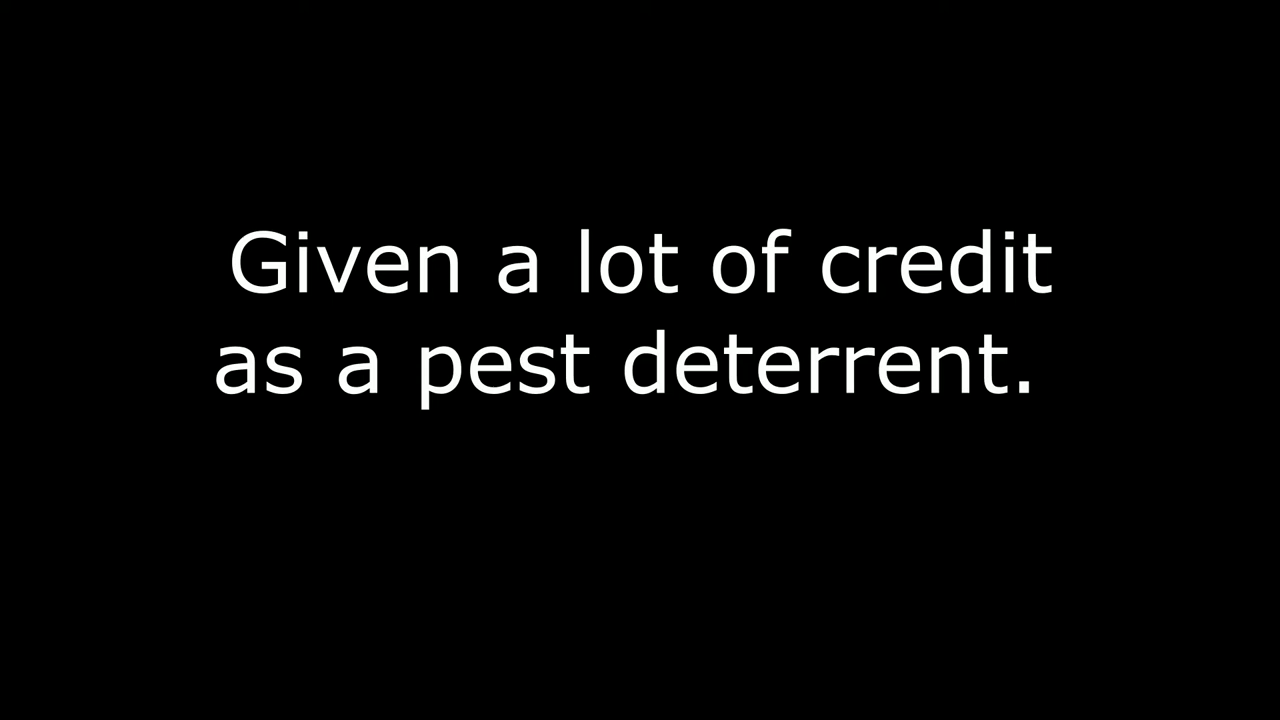 Given a lot of credit
as a pest deterrent.